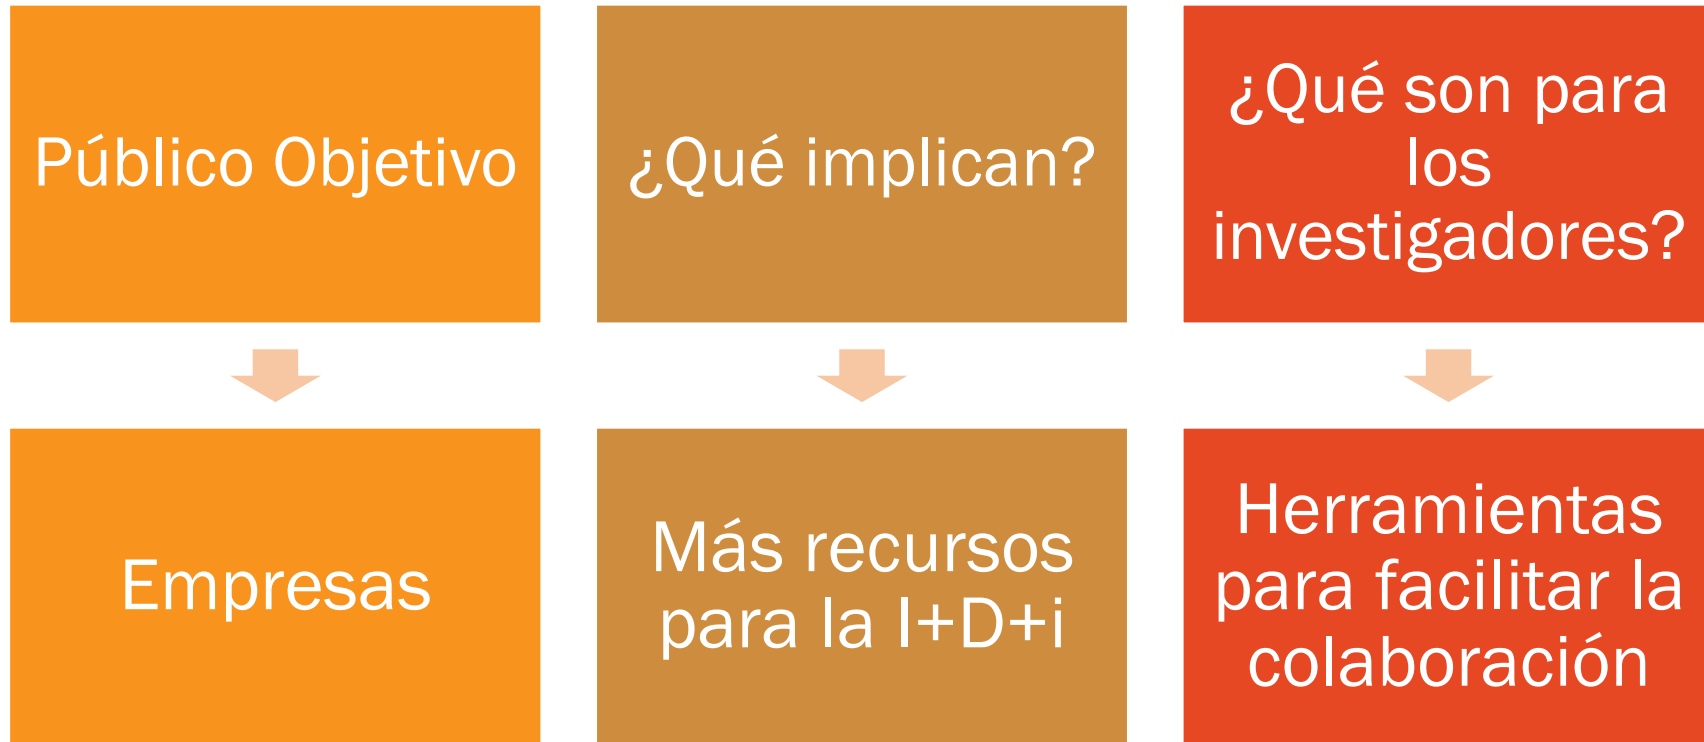 Público Objetivo
Empresas
¿Qué implican?
Más recursos
para la I+D+i
¿Qué son para
los
investigadores?
Herramientas
para facilitar la
colaboración